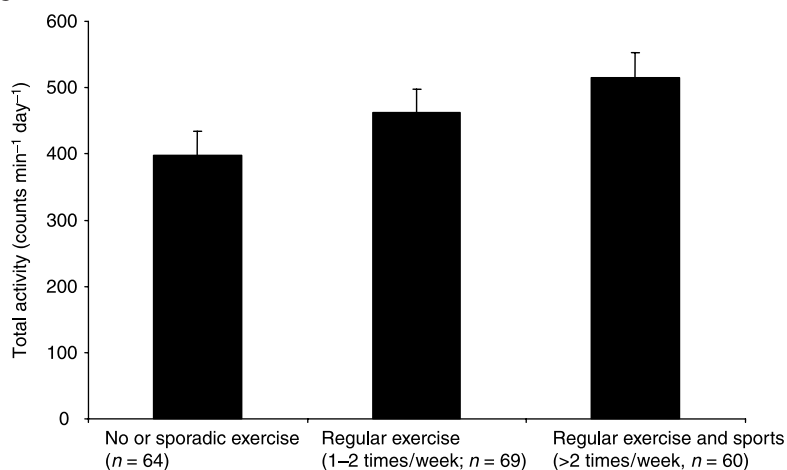 600
500
400
300
200
100
0
Total activity (counts min⁻¹ day⁻¹)
No or sporadic exercise
(n = 64)
Regular exercise
(1–2 times/week; n = 69)
Regular exercise and sports
(>2 times/week, n = 60)